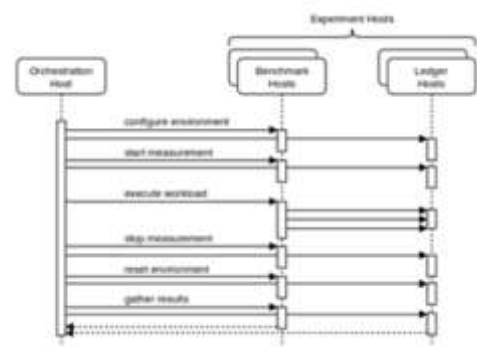 Experiment Hosts
Orchestration
Host
Benchmark
Hosts
Ledger
Hosts
configure environment
start measurement
execute workload
stop measurement
reset environment
gather results